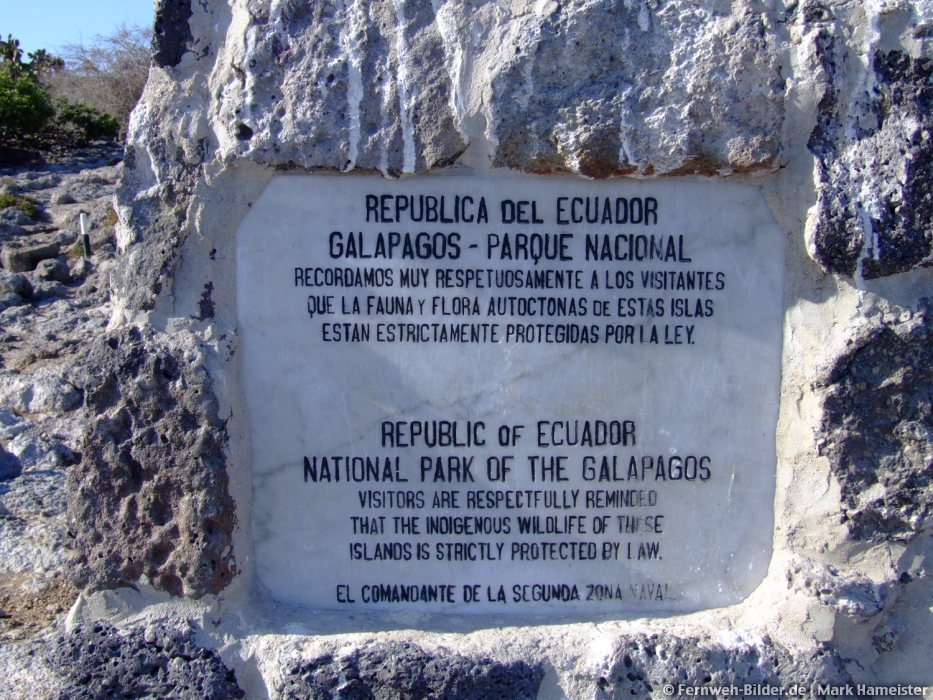 REPUBLICA DEL ECUADOR
GALAPAGOS - PARQUE NACIONAL
RECORDAMOS MUY RESPETUOSAMENTE A LOS VISITANTES
QUE LA FAUNA Y FLORA AUTOCTONAS DE ESTAS ISLAS
ESTAN ESTRICTAMENTE PROTEGIDAS POR LA LEY.
REPUBLIC OF ECUADOR
NATIONAL PARK OF THE GALAPAGOS
VISITORS ARE RESPECTFULLY REMINDED
THAT THE INDIGENOUS WILDLIFE OF THESE
ISLANDS IS STRICTLY PROTECTED BY LAW.
EL COMANDANTE DE LA SEGUNDA ZONA NAVAL
© Fernweh-Bilder.de | Mark Hameister